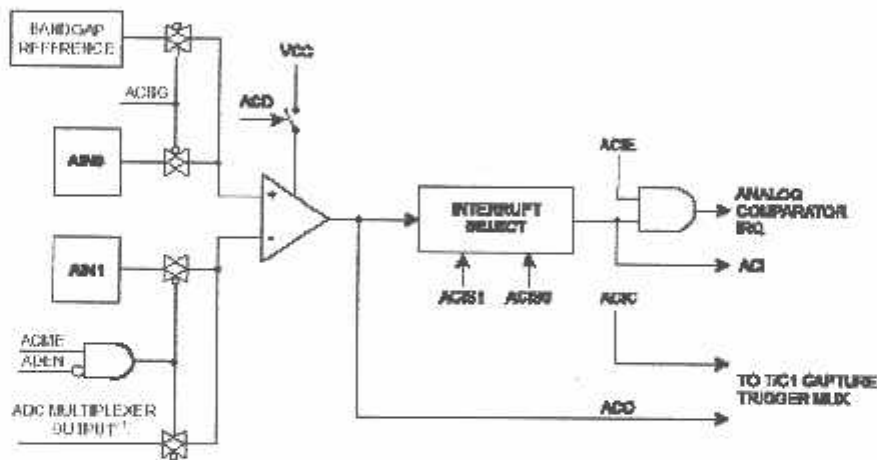 BANDGAP
REFERENCE
ACBG
VCC
ACD
AIN0
ACIE
ANALOG
COMPARATOR
IRQ
INTERRUPT
SELECT
AIN1
ACI
ACIS1
ACIS0
ACIC
ACME
ADEN
TO T/C1 CAPTURE
TRIGGER MUX
ADC MULTIPLEXER
OUTPUT
ACO